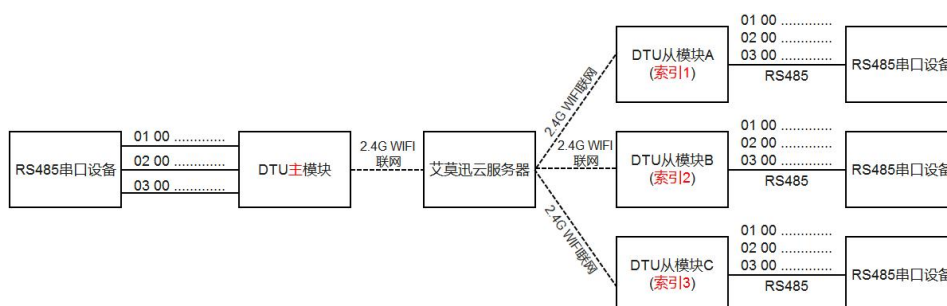 RS485串口设备
01 00 .............
02 00 .............
03 00 .............
DTU主模块
2.4G WIFI
联网
艾莫迅云服务器
2.4G WIFI联网
DTU从模块A
(索引1)
01 00 .............
02 00 .............
03 00 .............
RS485
RS485串口设备
2.4G WIFI
联网
DTU从模块B
(索引2)
01 00 .............
02 00 .............
03 00 .............
RS485
RS485串口设备
2.4G WIFI联网
DTU从模块C
(索引3)
01 00 .............
02 00 .............
03 00 .............
RS485
RS485串口设备